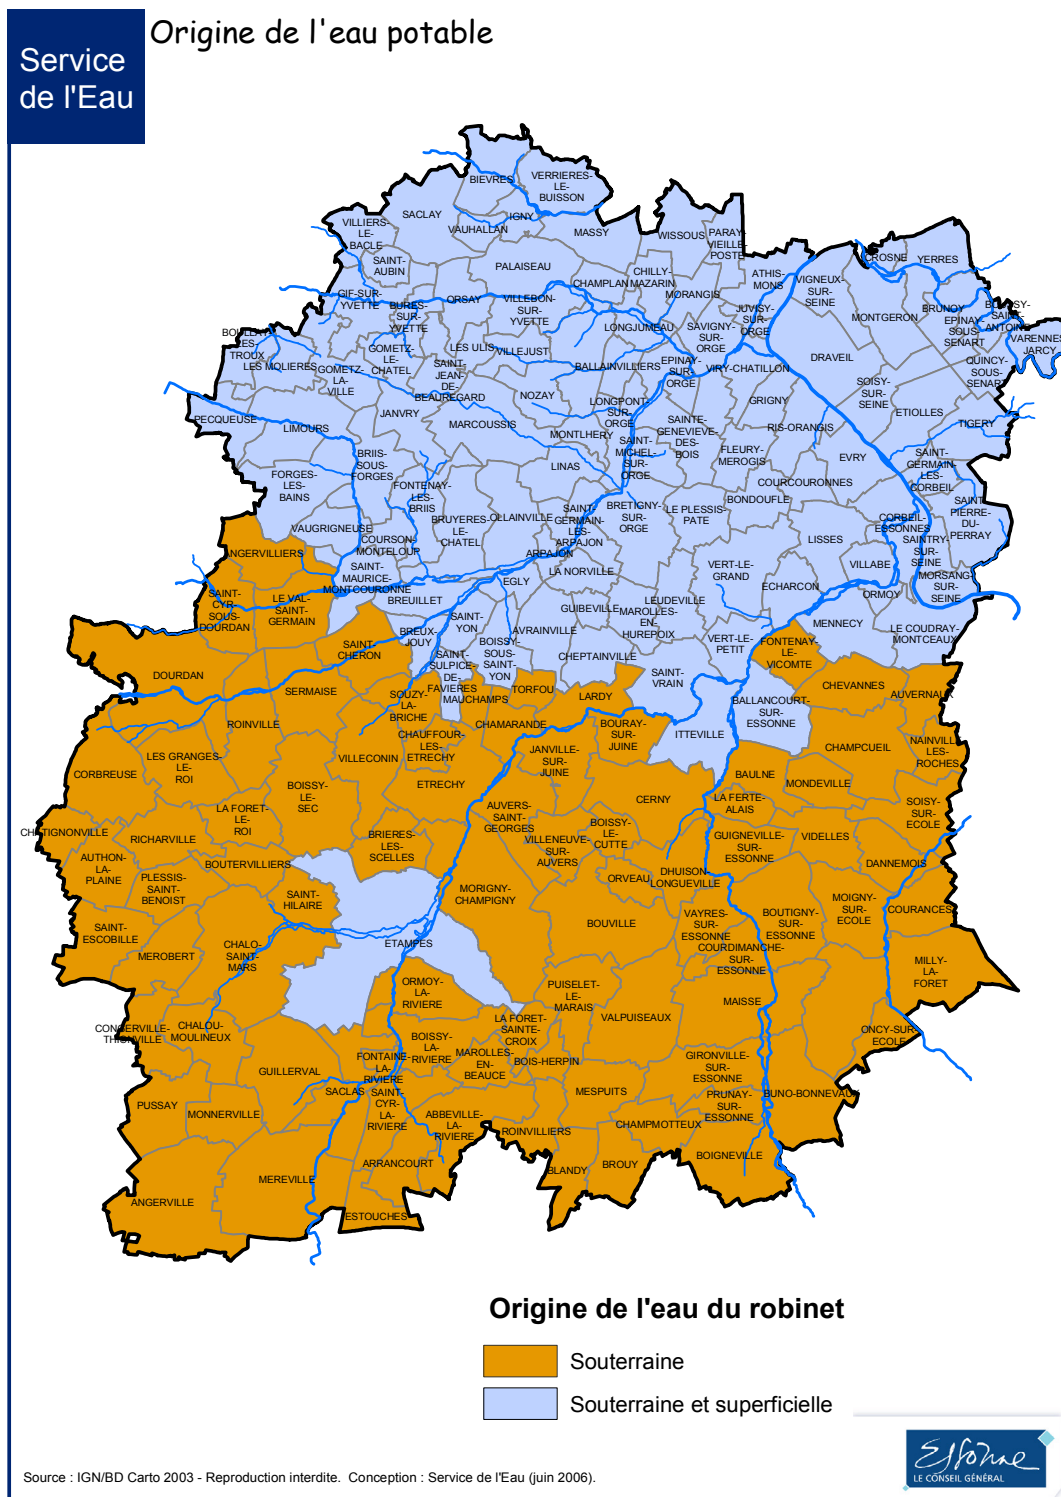 Origine de l'eau potable
Service
de l'Eau
BIEVRES
VERRIERES-
LE-
BUISSON
VILLIERS-
LE-
BACLE
SACLAY
VAUHALLAN
IGNY
MASSY
WISSOUS
PARAY-
VIEILLE-
POSTE
SAINT-
AUBIN
PALAISEAU
CHAMPLAN
CHILLY-
MAZARIN
MORANGIS
ATHIS-
MONS
VIGNEUX-
SUR-
SEINE
CROSNE
YERRES
GIF-SUR-
YVETTE
BURES-
SUR-
YVETTE
ORSAY
VILLEBON-
SUR-
YVETTE
LONGJUMEAU
SAVIGNY-
SUR-
ORGE
JUVISY-
SUR-
ORGE
MONTGERON
BRUNOY
EPINAY-
SOUS-
SENART
BOUSSY-
SAINT-
ANTOINE
VARENNES-
JARCY
BOULLAY-
LES-
TROUX
LES MOLIERES
GOMETZ-
LA-
VILLE
GOMETZ-
LE-
CHATEL
LES ULIS
VILLEJUST
SAINT-
JEAN-
DE-
BEAUREGARD
BALLAINVILLIERS
EPINAY-
SUR-
ORGE
VIRY-CHATILLON
DRAVEIL
QUINCY-
SOUS-
SENART
PECQUEUSE
LIMOURS
JANVRY
MARCOUSSIS
NOZAY
LONGPONT-
SUR-
ORGE
MONTLHERY
SAINTE-
GENEVIEVE-
DES-
BOIS
GRIGNY
RIS-ORANGIS
SOISY-
SUR-
SEINE
ETIOLLES
TIGERY
FORGES-
LES-
BAINS
BRIIS-
SOUS-
FORGES
FONTENAY-
LES-
BRIIS
LINAS
SAINT-
MICHEL-
SUR-
ORGE
FLEURY-
MEROGIS
EVRY
COURCOURONNES
BONDOUFLE
SAINT-
GERMAIN-
LES-
CORBEIL
SAINT-
PIERRE-
DU-
PERRAY
VAUGRIGNEUSE
COURSON-
MONTELOUP
BRUYERES-
LE-
CHATEL
OLLAINVILLE
SAINT-
GERMAIN-
LES-
ARPAJON
BRETIGNY-
SUR-
ORGE
LE PLESSIS-
PATE
LISSES
CORBEIL-
ESSONNES
SAINTRY-
SUR-
SEINE
MORSANG-
SUR-
SEINE
ANGERVILLIERS
SAINT-
MAURICE-
MONTCOURONNE
BREUILLET
ARPAJON
EGLY
LA NORVILLE
VERT-LE-
GRAND
ECHARCON
VILLABE
ORMOY
SAINT-
CYR-
SOUS-
DOURDAN
LE VAL-
SAINT-
GERMAIN
SAINT-
CHERON
BREUX-
JOUY
SAINT-
YON
BOISSY-
SOUS-
SAINT-
YON
AVRAINVILLE
GUIBEVILLE
LEUDEVILLE
MAROLLES-
EN-
HUREPOIX
CHEPTAINVILLE
VERT-LE-
PETIT
MENNECY
LE COUDRAY-
MONTCEAUX
FONTENAY-
LE-
VICOMTE
DOURDAN
SERMAISE
SOUZY-
LA-
BRICHE
SAINT-
SULPICE-
DE-
FAVIERES
MAUCHAMPS
TORFOU
LARDY
SAINT-
VRAIN
BALLANCOURT-
SUR-
ESSONNE
CHEVANNES
AUVERNAUX
ROINVILLE
CHAUFFOUR-
LES-
ETRECHY
CHAMARANDE
BOURAY-
SUR-
JUINE
ITTEVILLE
CORBREUSE
LES GRANGES-
LE-
ROI
VILLECONIN
ETRECHY
JANVILLE-
SUR-
JUINE
CHAMPCUEIL
NAINVILLE-
LES-
ROCHES
LA FORET-
LE-
ROI
BOISSY-
LE-
SEC
AUVERS-
SAINT-
GEORGES
CERNY
BAULNE
MONDEVILLE
LA FERTE-
ALAIS
SOISY-
SUR-
ECOLE
CHATIGNONVILLE
RICHARVILLE
BRIERES-
LES-
SCELLES
VILLENEUVE-
SUR-
AUVERS
BOISSY-
LE-
CUTTE
GUIGNEVILLE-
SUR-
ESSONNE
VIDELLES
DANNEMOIS
AUTHON-
LA-
PLAINE
PLESSIS-
SAINT-
BENOIST
BOUTERVILLIERS
SAINT-
HILAIRE
MORIGNY-
CHAMPIGNY
ORVEAU
DHUISON-
LONGUEVILLE
MOIGNY-
SUR-
ECOLE
COURANCES
SAINT-
ESCOBILLE
MEROBERT
CHALO-
SAINT-
MARS
ETAMPES
BOUVILLE
VAYRES-
SUR-
ESSONNE
BOUTIGNY-
SUR-
ESSONNE
COURDIMANCHE-
SUR-
ESSONNE
MILLY-
LA-
FORET
CONGERVILLE-
THIONVILLE
CHALOU-
MOULINEUX
ORMOY-
LA-
RIVIERE
PUISELET-
LE-
MARAIS
VALPUISEAUX
MAISSE
ONCY-SUR-
ECOLE
GUILLERVAL
FONTAINE-
LA-
RIVIERE
BOISSY-
LA-
RIVIERE
LA FORET-
SAINTE-
CROIX
MAROLLES-
EN-
BEAUCE
BOIS-HERPIN
GIRONVILLE-
SUR-
ESSONNE
PUSSAY
MONNERVILLE
SACLAS
SAINT-
CYR-
LA-
RIVIERE
ABBEVILLE-
LA-
RIVIERE
MESPUITS
PRUNAY-
SUR-
ESSONNE
BUNO-BONNEVAUX
ROINVILLIERS
CHAMPMOTTEUX
BOIGNEVILLE
ANGERVILLE
MEREVILLE
ARRANCOURT
BLANDY
BROUY
ESTOUCHES
Origine de l'eau du robinet
Souterraine
Souterraine et superficielle
Essonne
LE CONSEIL GÉNÉRAL
Source : IGN/BD Carto 2003 - Reproduction interdite. Conception : Service de l'Eau (juin 2006).